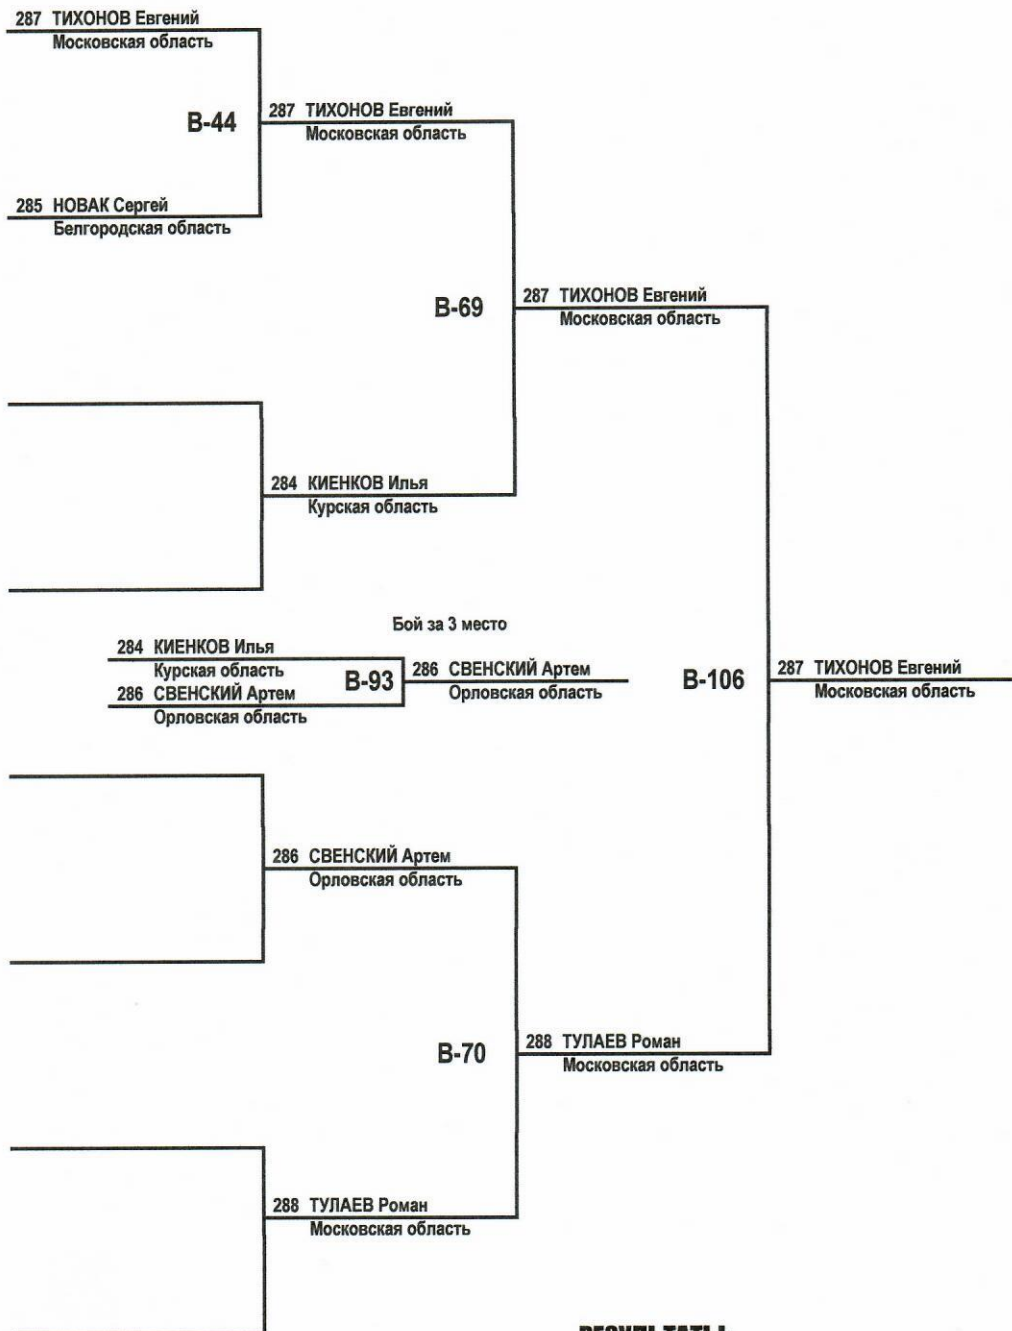 287 ТИХОНОВ Евгений
Московская область
B-44
287 ТИХОНОВ Евгений
Московская область
285 НОВАК Сергей
Белгородская область
B-69
287 ТИХОНОВ Евгений
Московская область
284 КИЕНКОВ Илья
Курская область
Бой за 3 место
284 КИЕНКОВ Илья
Курская область
B-93
286 СВЕНСКИЙ Артем
Орловская область
286 СВЕНСКИЙ Артем
Орловская область
B-106
287 ТИХОНОВ Евгений
Московская область
286 СВЕНСКИЙ Артем
Орловская область
B-70
288 ТУЛАЕВ Роман
Московская область
288 ТУЛАЕВ Роман
Московская область